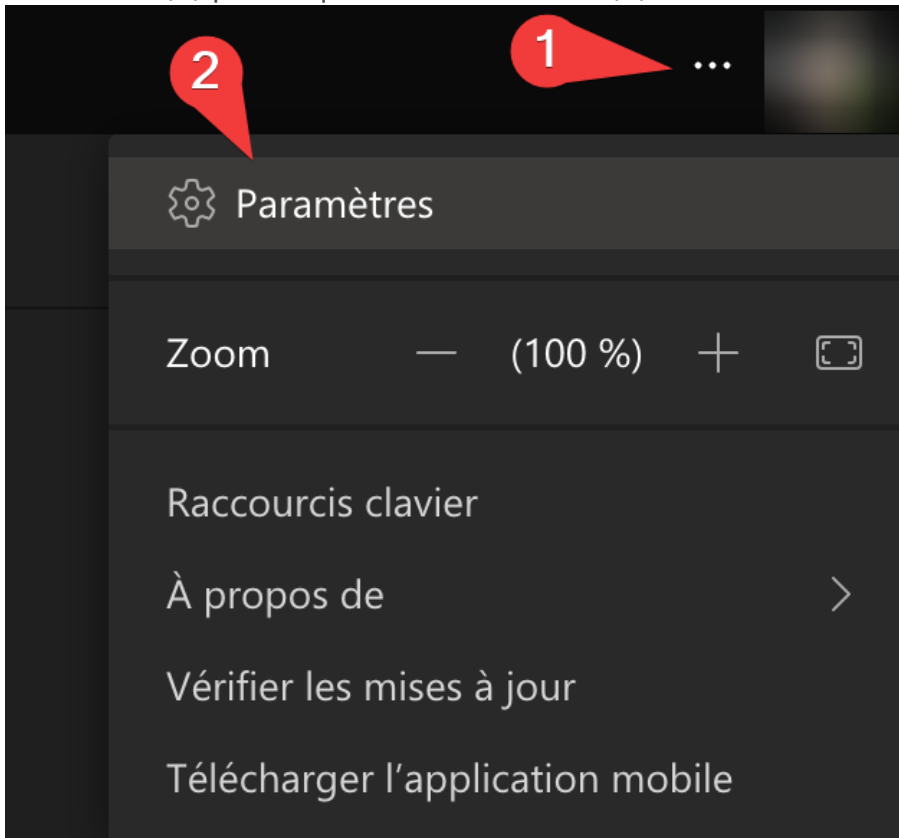 1
...
2
Paramètres
Zoom — (100 %) +
Raccourcis clavier
À propos de
Vérifier les mises à jour
Télécharger l’application mobile